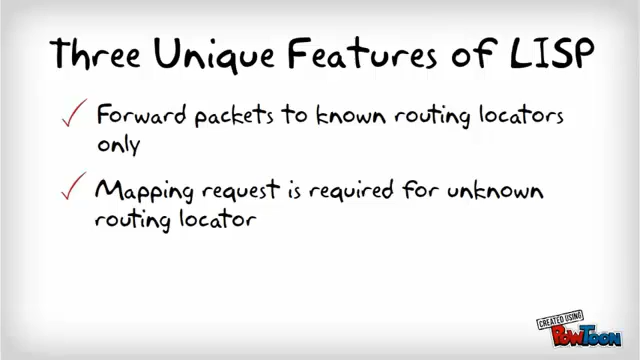 Three Unique Features of LISP
Forward packets to known routing locators
only
Mapping request is required for unknown
routing locator
CREATED USING
POWTOON